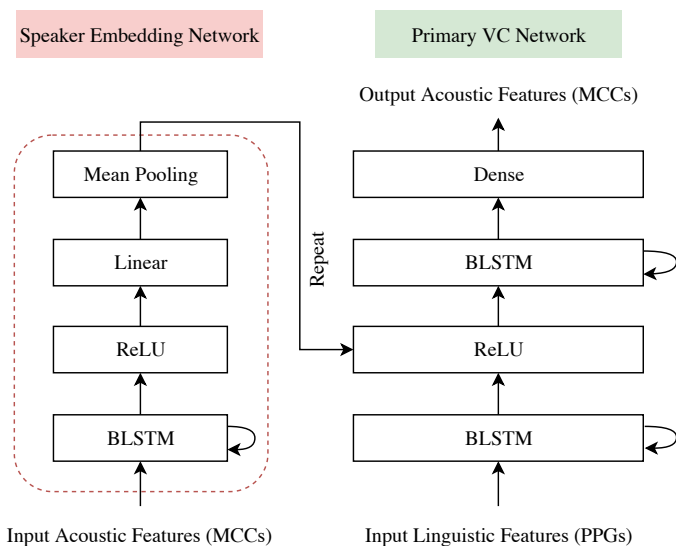 Speaker Embedding Network
Primary VC Network
Output Acoustic Features (MCCs)
Mean Pooling
Dense
Linear
Repeat
BLSTM
ReLU
ReLU
BLSTM
BLSTM
Input Acoustic Features (MCCs)
Input Linguistic Features (PPGs)